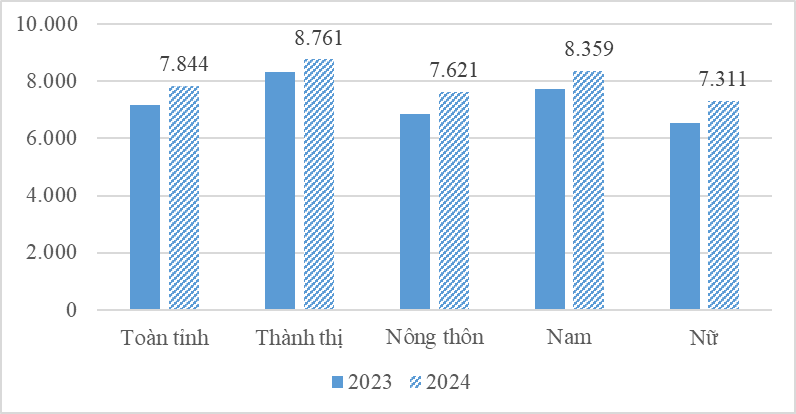 10.000
8.000
6.000
4.000
2.000
0
7.844
8.761
7.621
8.359
7.311
Toàn tỉnh
Thành thị
Nông thôn
Nam
Nữ
2023
2024